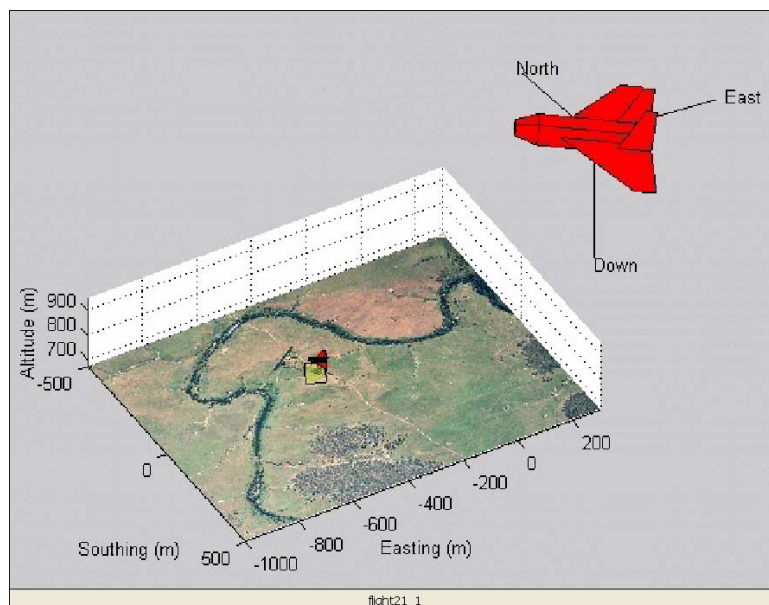 North
East
Down
Altitude (m)
900
800
700
-500
0
500
Southing (m)
-1000
-800
-600
-400
-200
0
200
Easting (m)
flight21_1